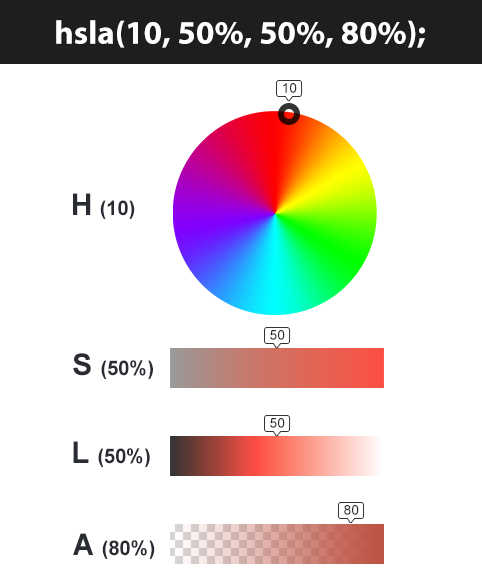 hsla(10, 50%, 50%, 80%);
10
H (10)
50
S (50%)
50
L (50%)
80
A (80%)